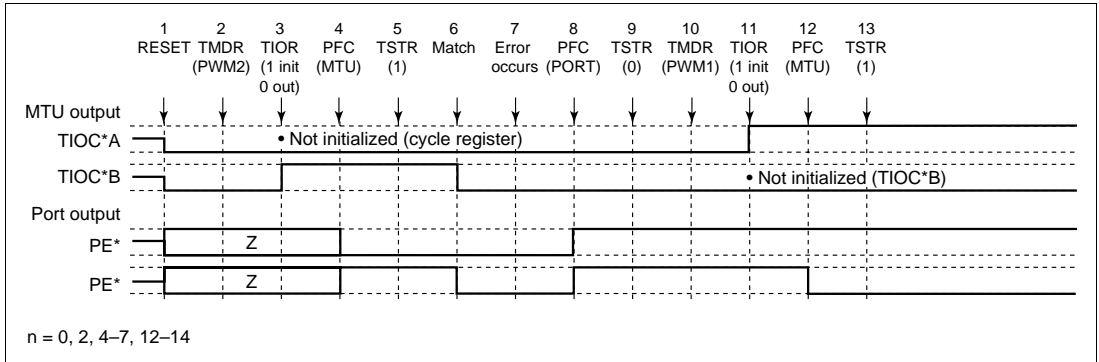 1 2 3 4 5 6 7 8 9 10 11 12 13
RESET TMDR TIOR PFC TSTR Match Error PFC TSTR TMDR TIOR PFC TSTR
(PWM2) (1 init (MTU) (1) occurs (PORT) (0) (PWM1) (1 init (MTU) (1)
0 out) 0 out)
MTU output
TIOC*A • Not initialized (cycle register)
TIOC*B • Not initialized (TIOC*B)
Port output
PE* Z
PE* Z
n = 0, 2, 4–7, 12–14